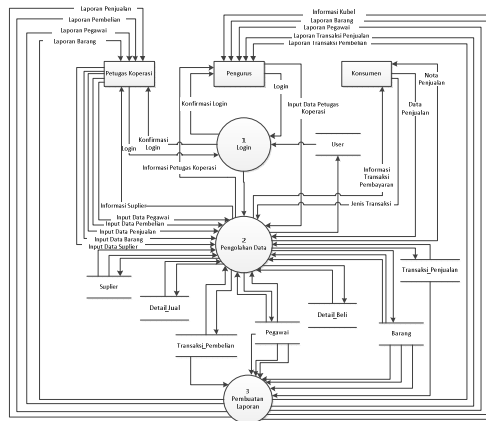 Laporan Penjualan
Laporan Pembelian
Laporan Pegawai
Laporan Barang
Informasi Kubel
Laporan Barang
Laporan Pegawai
Laporan Transaksi Penjualan
Laporan Transaksi Pembelian
Petugas Koperasi
Pengurus
Konsumen
Nota
Penjualan
Login
Data
Penjualan
Konfirmasi Login
Input Data Petugas
Koperasi
1
Login
User
Konfirmasi
Login
Login
Informasi Petugas Koperasi
Informasi
Transaksi
Pembayaran
Informasi Suplier
Jenis Transaksi
Input Data Pegawai
Input Data Pembelian
Input Data Penjualan
Input Data Barang
Input Data Suplier
2
Pengolahan Data
Transaksi_Penjualan
Suplier
Detail_Jual
Detail_Beli
Transaksi_Pembelian
Pegawai
Barang
3
Pembuatan
Laporan